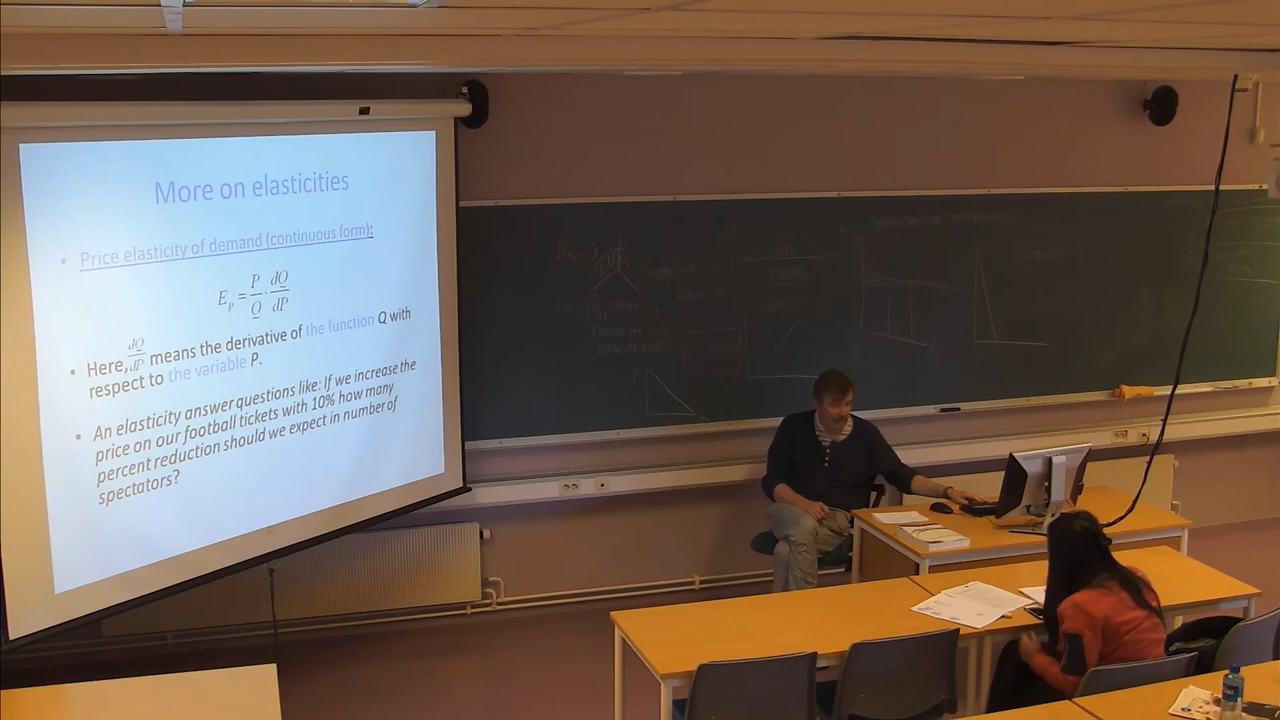 More on elasticities
• Price elasticity of demand (continuous form):
E_P = P/Q · dQ/dP
• Here, dQ/dP means the derivative of the function Q with
respect to the variable P.
• An elasticity answer questions like: If we increase the
price on our football tickets with 10% how many
percent reduction should we expect in number of
spectators?